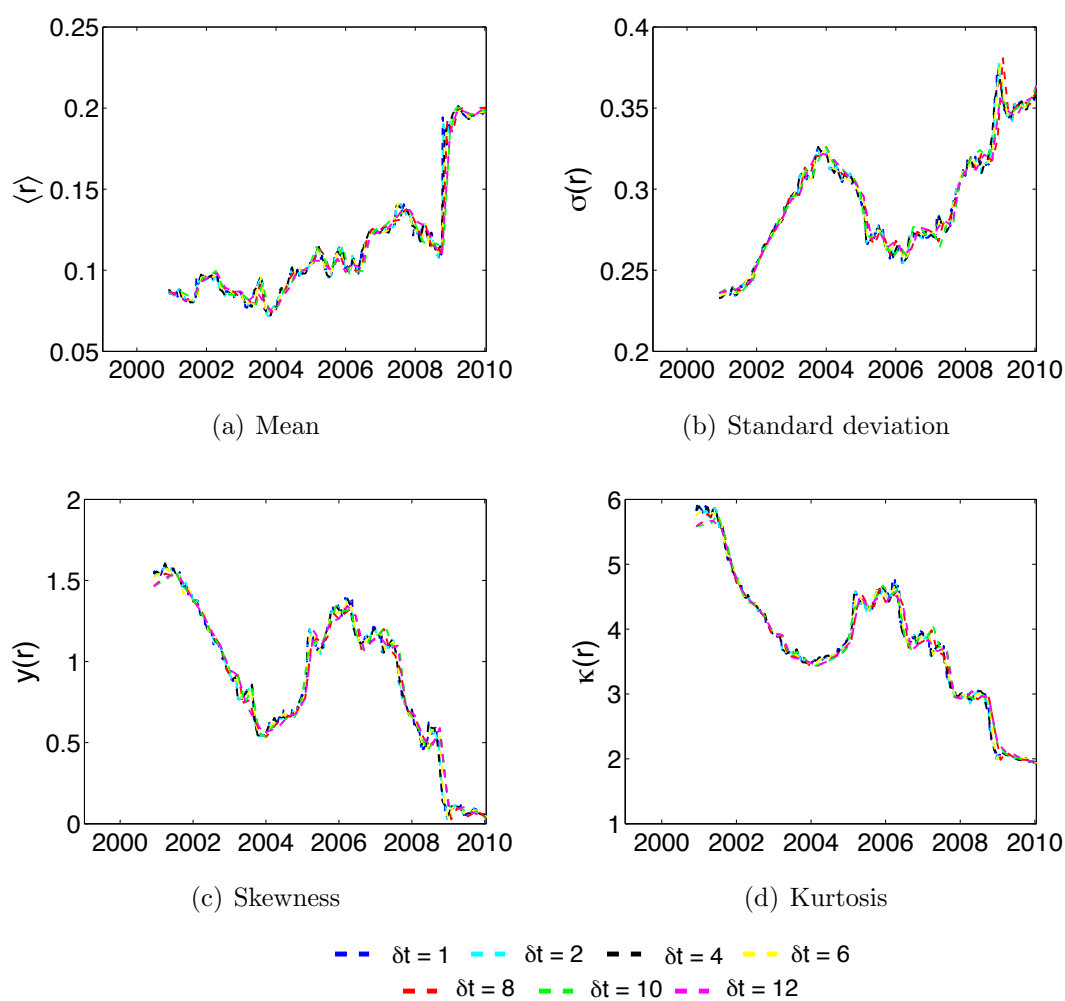 0.25
0.2
0.15
0.1
0.05
⟨r⟩
2000 2002 2004 2006 2008 2010
(a) Mean
0.4
0.35
0.3
0.25
0.2
σ(r)
2000 2002 2004 2006 2008 2010
(b) Standard deviation
2
1.5
1
0.5
0
y(r)
2000 2002 2004 2006 2008 2010
(c) Skewness
6
5
4
3
2
1
κ(r)
2000 2002 2004 2006 2008 2010
(d) Kurtosis
δt = 1 δt = 2 δt = 4 δt = 6
δt = 8 δt = 10 δt = 12